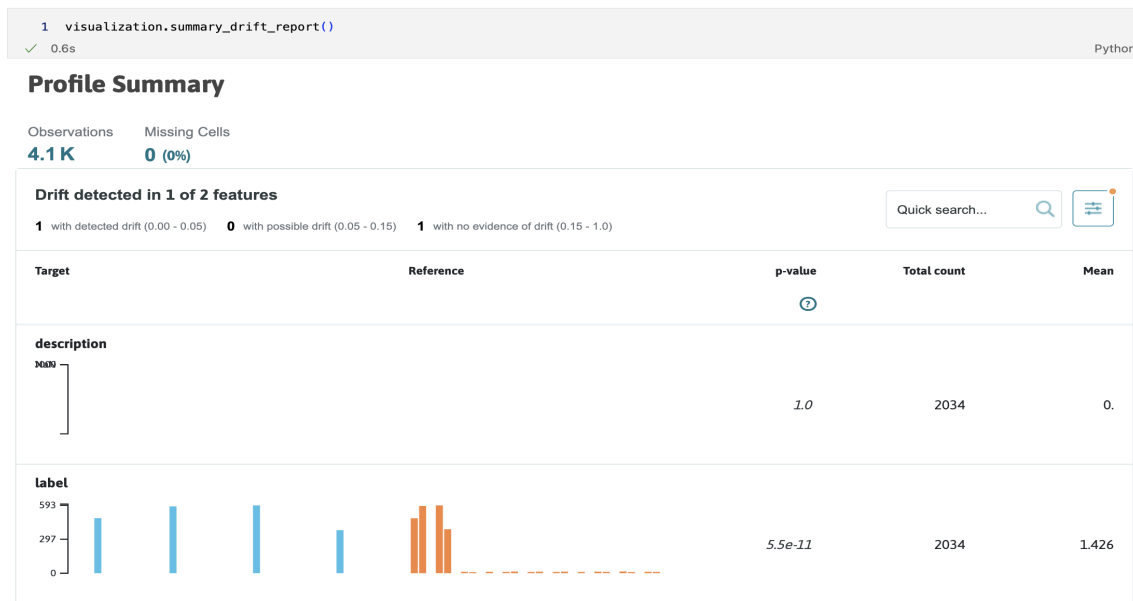 1 visualization.summary_drift_report()
0.6s
Python
Profile Summary
Observations Missing Cells
4.1 K 0 (0%)
Drift detected in 1 of 2 features
1 with detected drift (0.00 - 0.05) 0 with possible drift (0.05 - 0.15) 1 with no evidence of drift (0.15 - 1.0)
Quick search...
Target Reference p-value Total count Mean
?
description
1.0 2034 0.
label
593
297
0
5.5e-11 2034 1.426